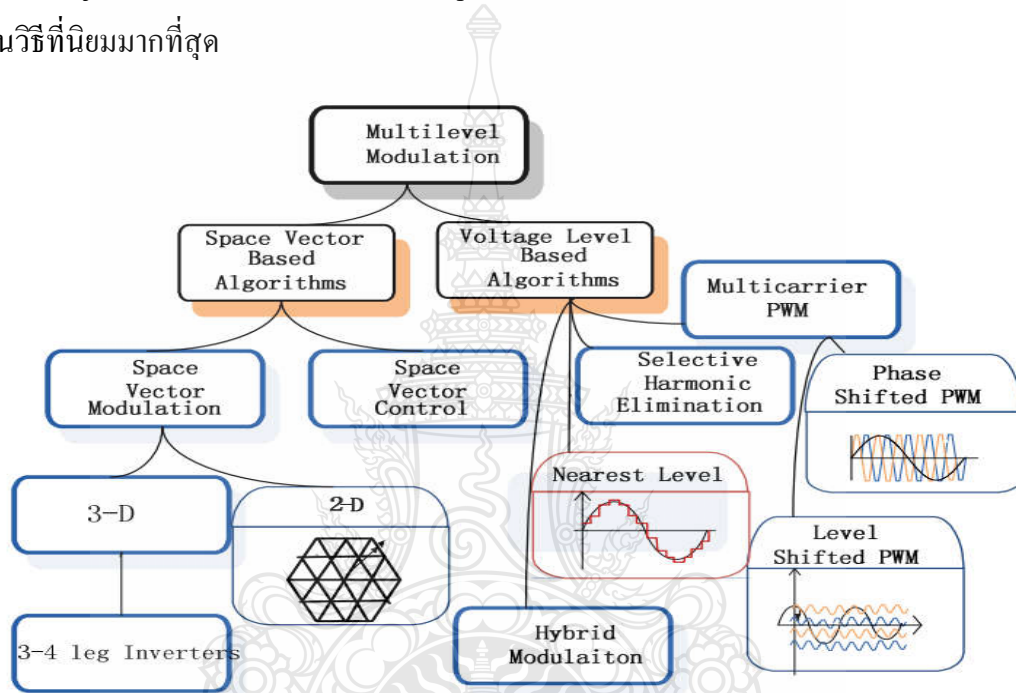 นวิธีที่นิยมมากที่สุด
Multilevel
Modulation
Space Vector
Based
Algorithms
Voltage Level
Based
Algorithms
Multicarrier
PWM
Space
Vector
Modulation
Space
Vector
Control
Selective
Harmonic
Elimination
Phase
Shifted PWM
3-D
2-D
Nearest Level
Level
Shifted PWM
3-4 leg Inverters
Hybrid
Modulaiton